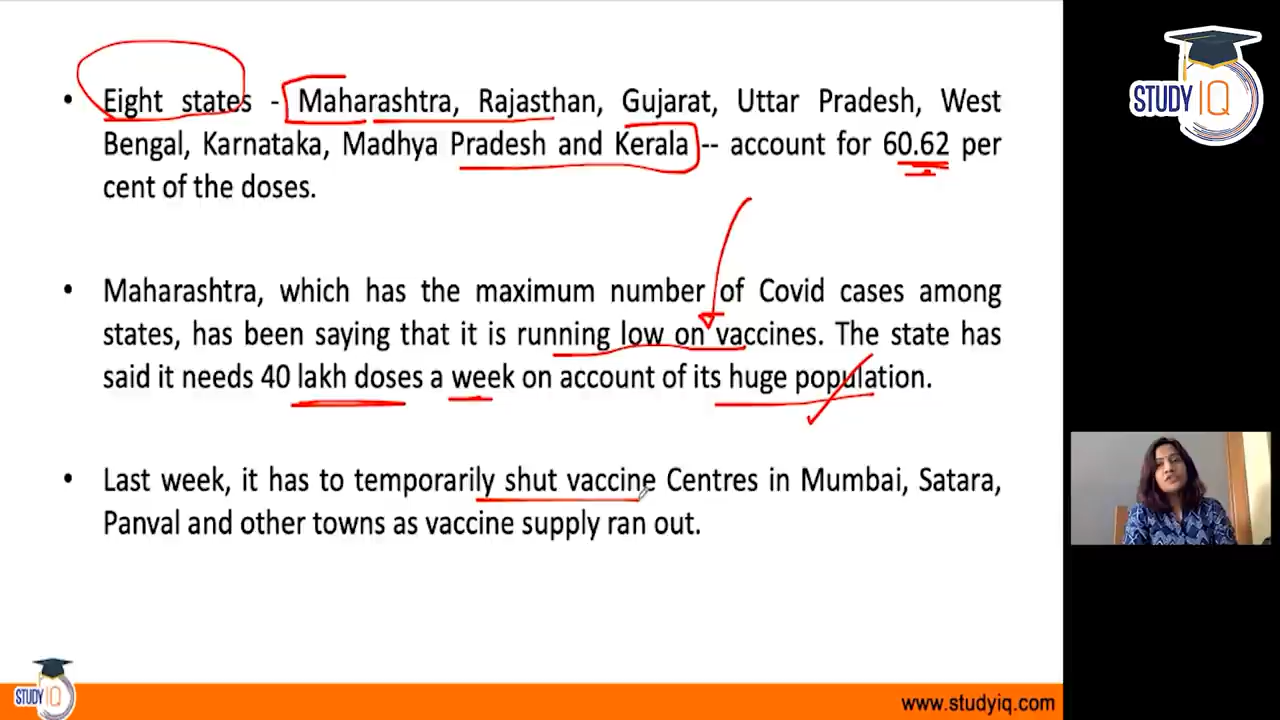 • Eight states - Maharashtra, Rajasthan, Gujarat, Uttar Pradesh, West
Bengal, Karnataka, Madhya Pradesh and Kerala -- account for 60.62 per
cent of the doses.
• Maharashtra, which has the maximum number of Covid cases among
states, has been saying that it is running low on vaccines. The state has
said it needs 40 lakh doses a week on account of its huge population.
• Last week, it has to temporarily shut vaccine Centres in Mumbai, Satara,
Panval and other towns as vaccine supply ran out.
STUDY IQ
STUDY IQ
www.studyiq.com